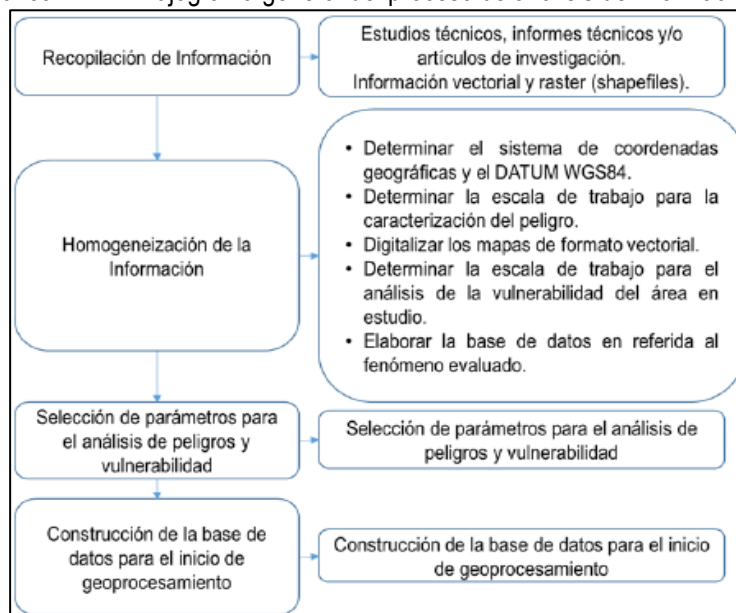 Recopilación de Información
Estudios técnicos, informes técnicos y/o
artículos de investigación.
Información vectorial y raster (shapefiles).
Homogeneización de la
Información
• Determinar el sistema de coordenadas
geográficas y el DATUM WGS84.
• Determinar la escala de trabajo para la
caracterización del peligro.
• Digitalizar los mapas de formato vectorial.
• Determinar la escala de trabajo para el
análisis de la vulnerabilidad del área en
estudio.
• Elaborar la base de datos en referida al
fenómeno evaluado.
Selección de parámetros para
el análisis de peligros y
vulnerabilidad
Selección de parámetros para el análisis de
peligros y vulnerabilidad
Construcción de la base de
datos para el inicio de
geoprocesamiento
Construcción de la base de datos para el inicio
de geoprocesamiento